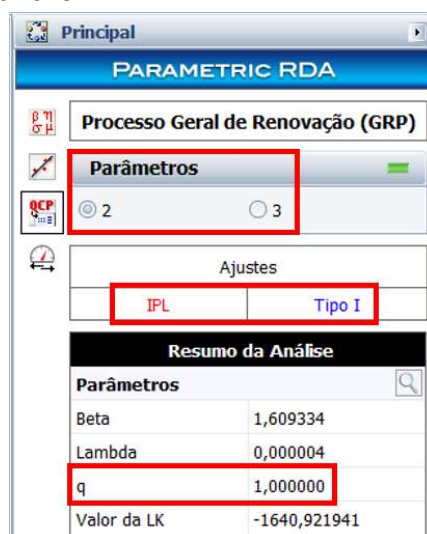 Principal
PARAMETRIC RDA
β η
σ μ
Processo Geral de Renovação (GRP)
Parâmetros
QCP
2 3
Ajustes
IPL Tipo I
Resumo da Análise
Parâmetros
Beta 1,609334
Lambda 0,000004
q 1,000000
Valor da LK -1640,921941